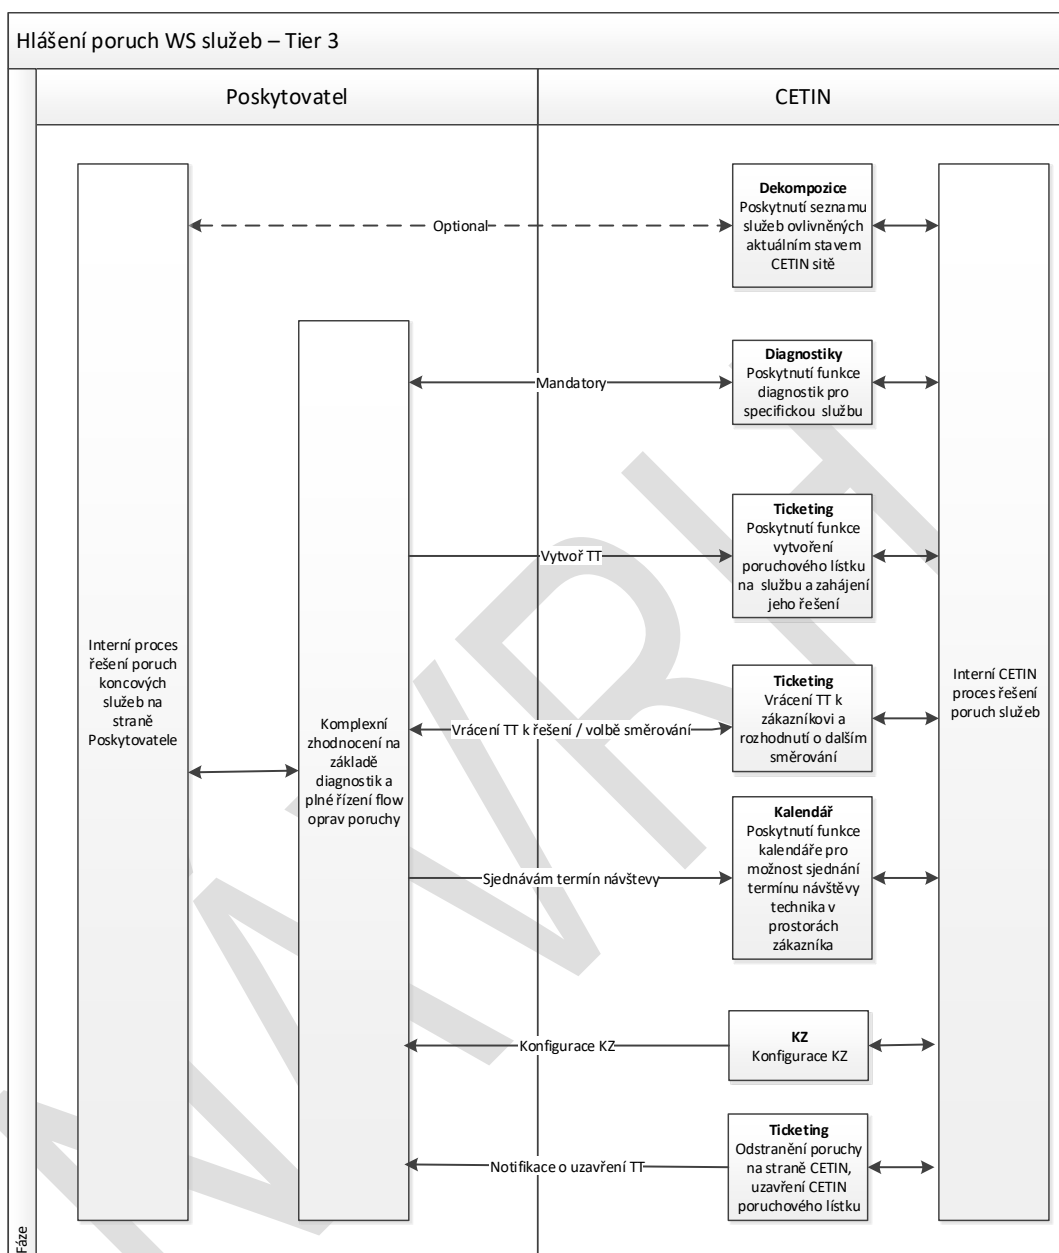 Hlášení poruch WS služeb – Tier 3
Poskytovatel
CETIN
Dekompozice
Poskytnutí seznamu
služeb ovlivněných
aktuálním stavem
CETIN sítě
Optional
Diagnostiky
Poskytnutí funkce
diagnostik pro
specifickou službu
Mandatory
Ticketing
Poskytnutí funkce
vytvoření
poruchového lístku
na službu a zahájení
jeho řešení
Vytvoř TT
Interní proces
řešení poruch
koncových
služeb na
straně
Poskytovatele
Komplexní
zhodnocení na
základě
diagnostik a
plné řízení flow
oprav poruchy
Vrácení TT k řešení / volbě směrování
Ticketing
Vrácení TT k
zákazníkovi a
rozhodnutí o dalším
směrování
Interní CETIN
proces řešení
poruch služeb
Sjednávám termín návštevy
Kalendář
Poskytnutí funkce
kalendáře pro
možnost sjednání
termínu návštěvy
technika v
prostorách
zákazníka
Konfigurace KZ
KZ
Konfigurace KZ
Notifikace o uzavření TT
Ticketing
Odstranění poruchy
na straně CETIN,
uzavření CETIN
poruchového lístku
Fáze
NÁVRH